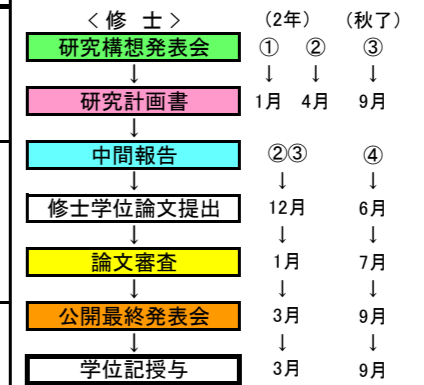 ＜修 士＞ (2年) (秋了)
研究構想発表会 ① ② ③
↓ ↓ ↓ ↓
研究計画書 1月 4月 9月
↓
中間報告 ②③ ④
↓ ↓ ↓
修士学位論文提出 12月 6月
↓ ↓ ↓
論文審査 1月 7月
↓ ↓ ↓
公開最終発表会 3月 9月
↓ ↓ ↓
学位記授与 3月 9月